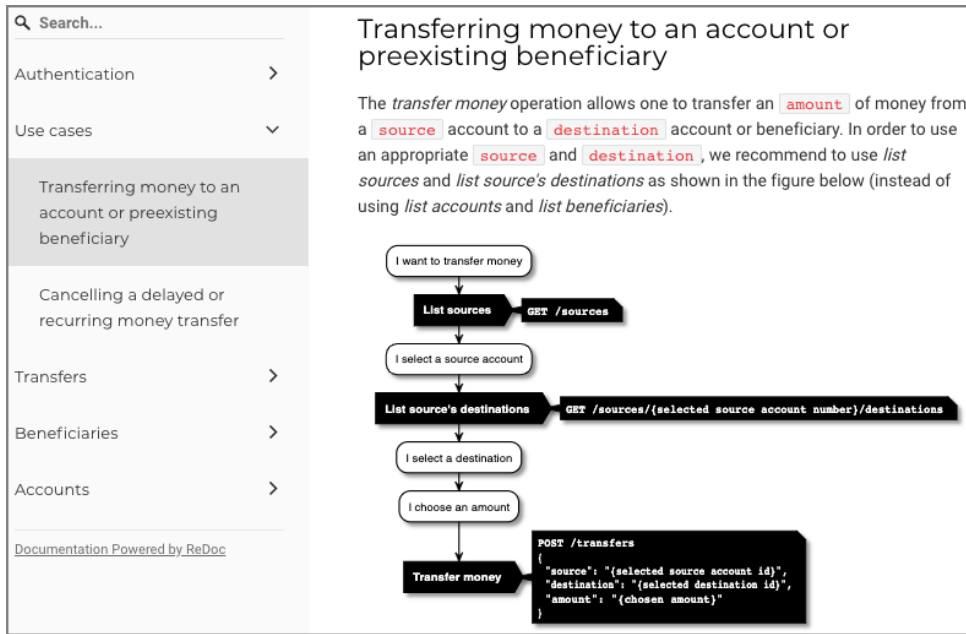 Search...
Authentication
Use cases
Transferring money to an
account or preexisting
beneficiary
Cancelling a delayed or
recurring money transfer
Transfers
Beneficiaries
Accounts
Documentation Powered by ReDoc
Transferring money to an account or
preexisting beneficiary
The transfer money operation allows one to transfer an amount of money from
a source account to a destination account or beneficiary. In order to use
an appropriate source and destination, we recommend to use list
sources and list source's destinations as shown in the figure below (instead of
using list accounts and list beneficiaries).
I want to transfer money
List sources
GET /sources
I select a source account
List source's destinations
GET /sources/{selected source account number}/destinations
I select a destination
I choose an amount
Transfer money
POST /transfers
{
"source": "{selected source account id}",
"destination": "{selected destination id}",
"amount": "{chosen amount}"
}